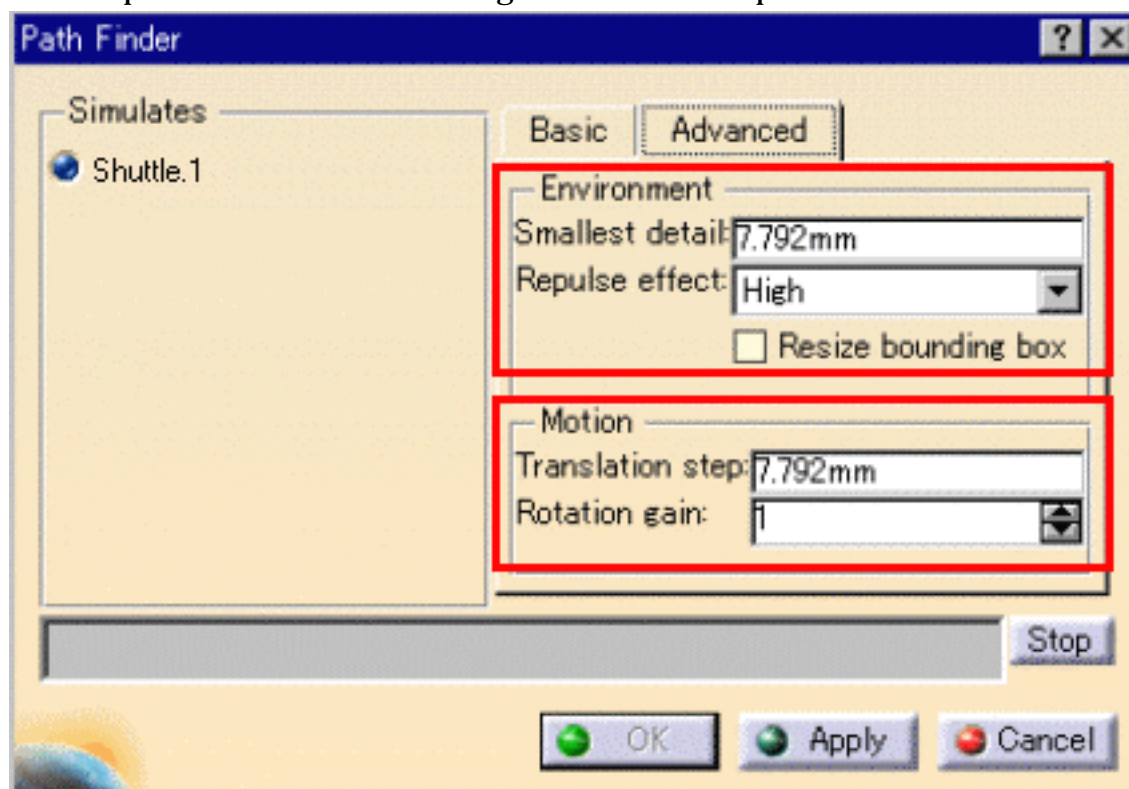 Path Finder
Simulates
Shuttle.1
Basic
Advanced
Environment
Smallest detail:
7.792mm
Repulse effect:
High
Resize bounding box
Motion
Translation step:
7.792mm
Rotation gain:
1
Stop
OK
Apply
Cancel